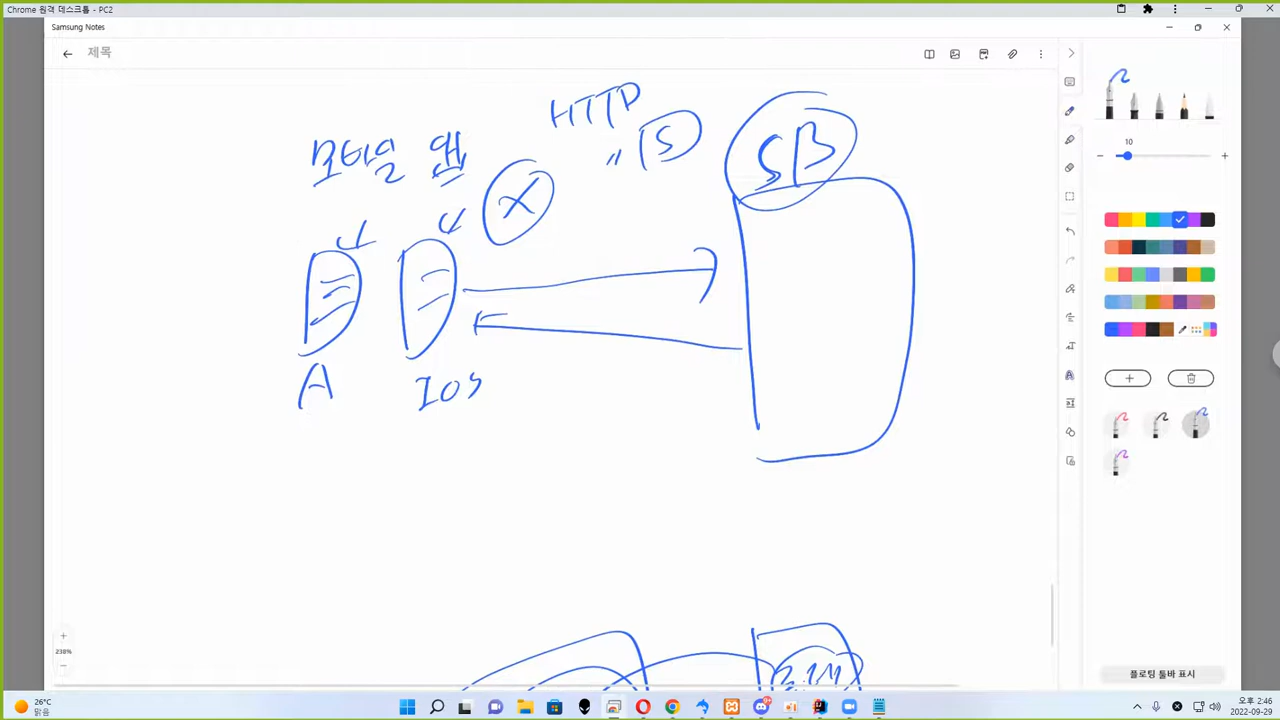 Chrome 원격 데스크톱 - PC2
Samsung Notes
제목
HTTP
" S
SB
모바일 앱
X
A
IOS
10
238%
플로팅 툴바 표시
26°C
맑음
오후 2:46
2022-09-29